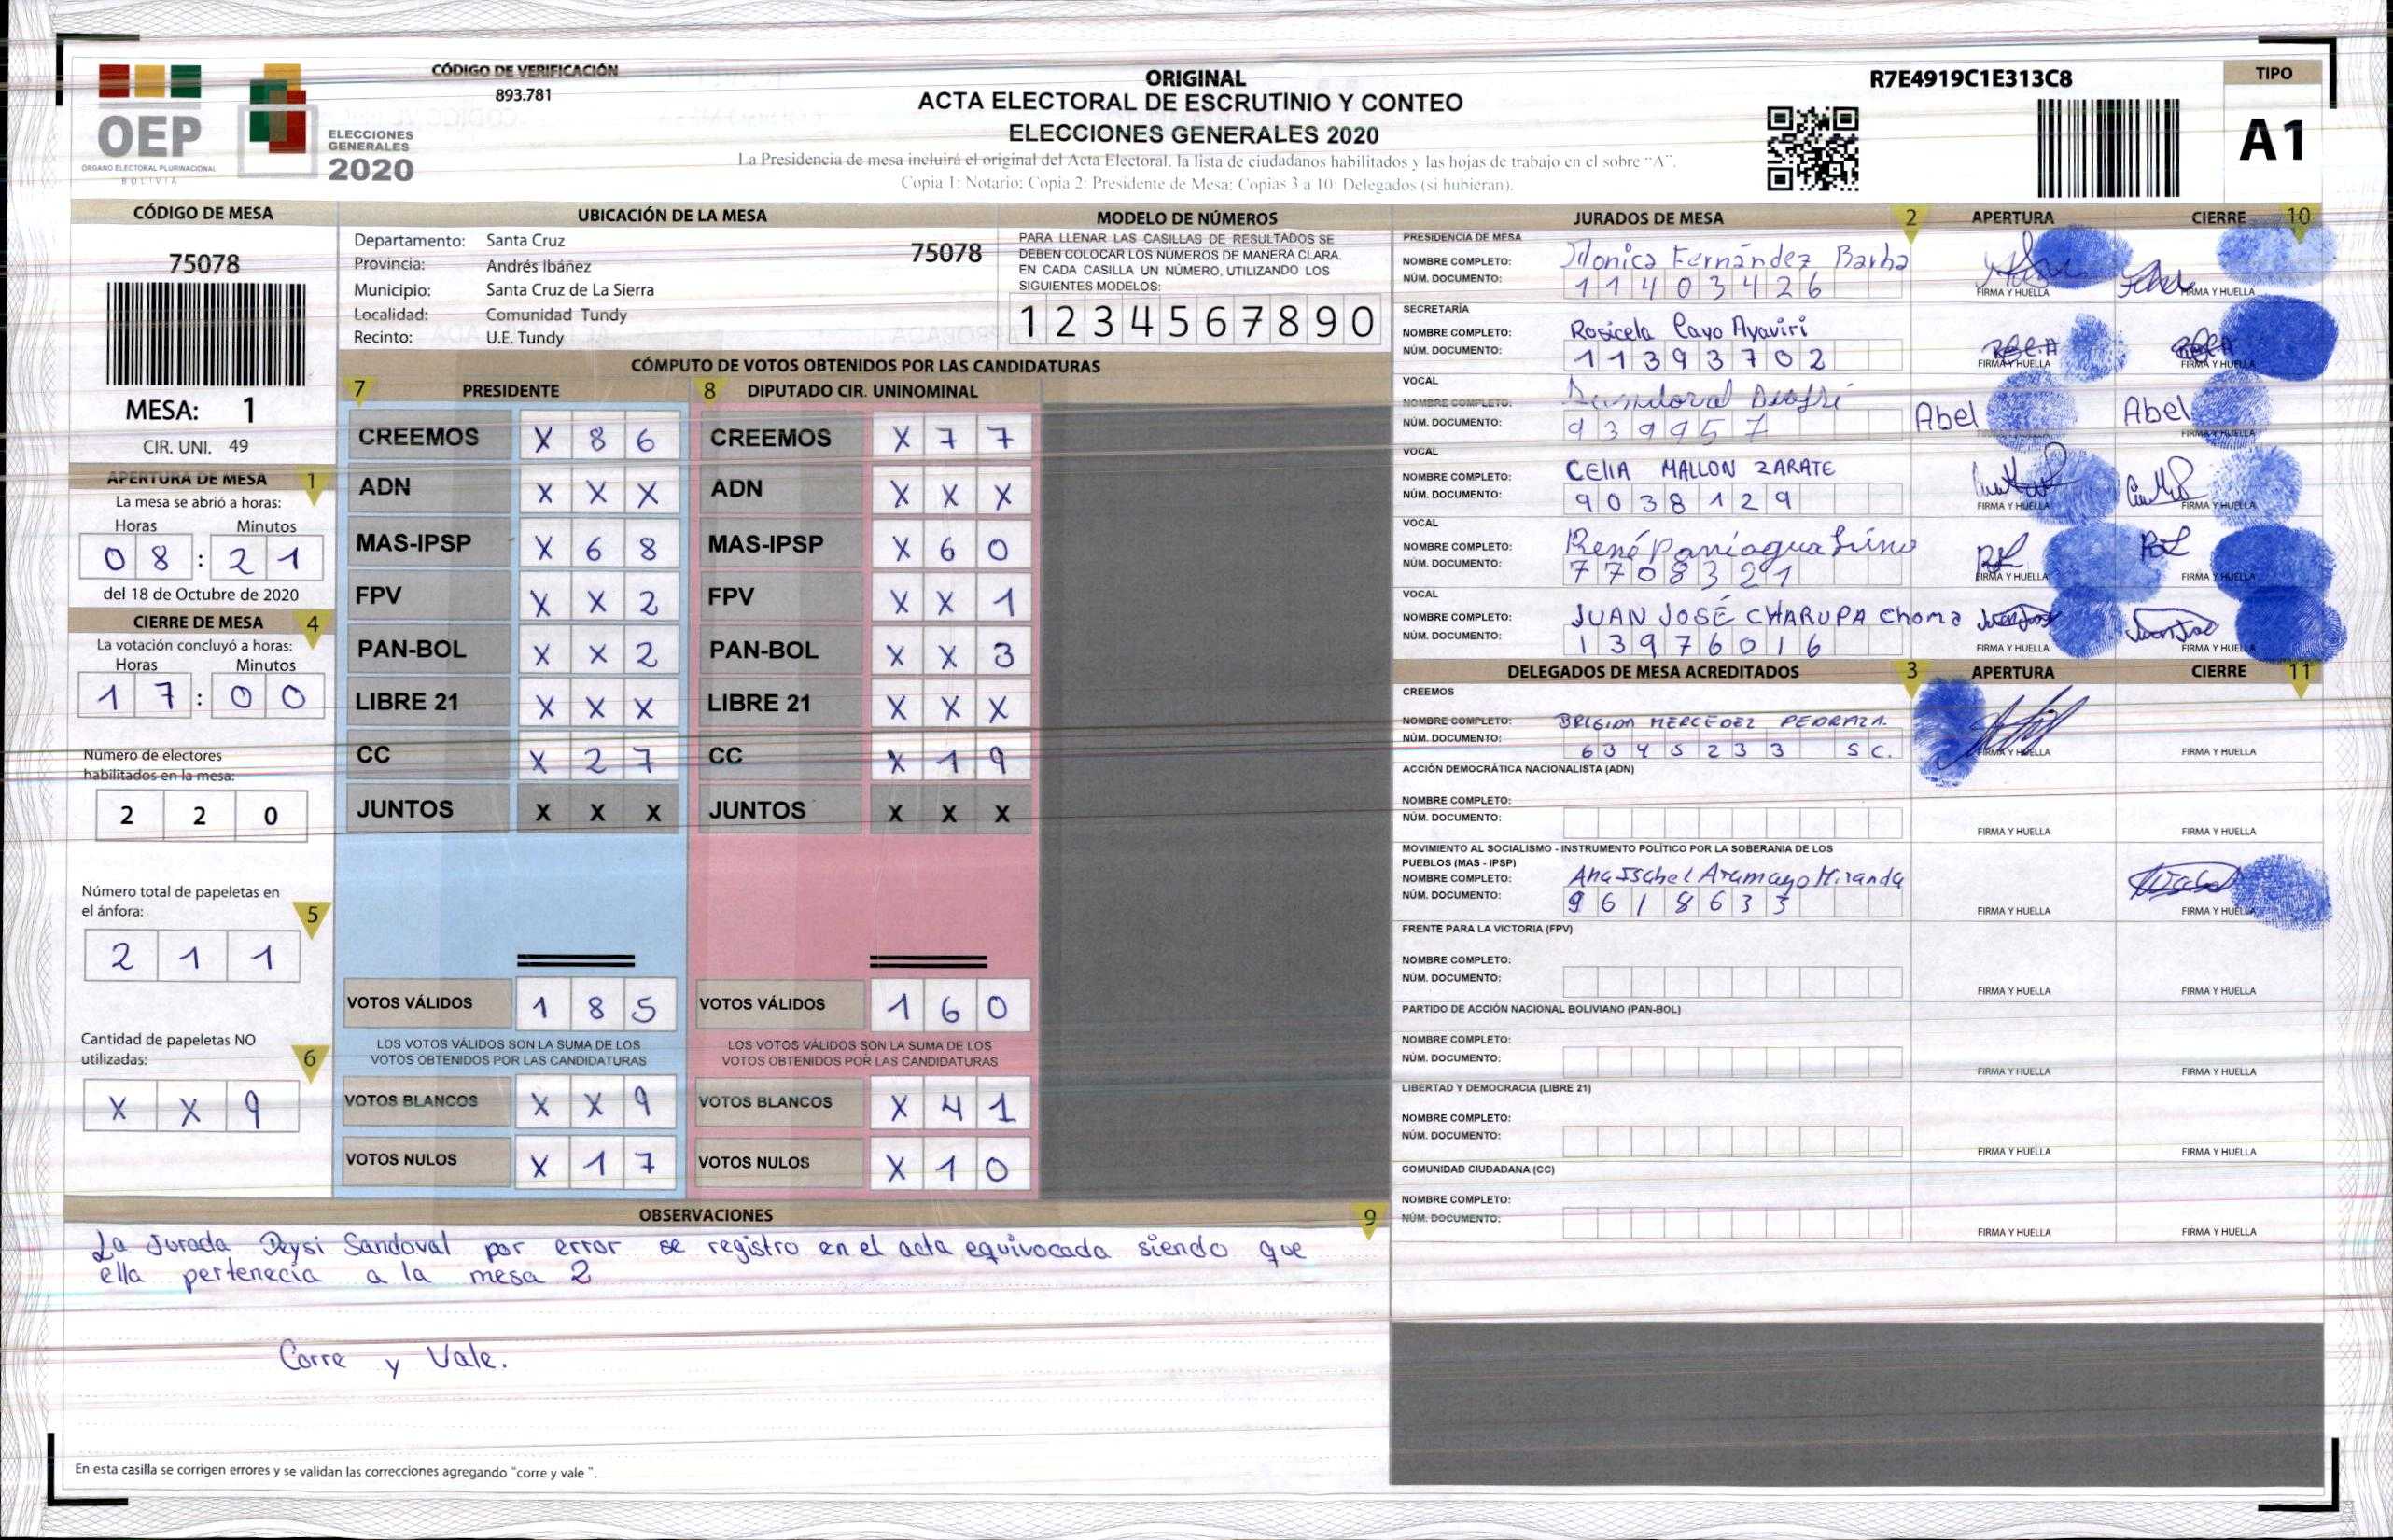 OEP
ÓRGANO ELECTORAL PLURINACIONAL
BOLIVIA
ELECCIONES
GENERALES
2020
CÓDIGO DE VERIFICACIÓN
893.781
ORIGINAL
ACTA ELECTORAL DE ESCRUTINIO Y CONTEO
ELECCIONES GENERALES 2020
La Presidencia de mesa incluirá el original del Acta Electoral, la lista de ciudadanos habilitados y las hojas de trabajo en el sobre "A".
Copia 1: Notario; Copia 2: Presidente de Mesa; Copias 3 a 10: Delegados (si hubieran).
R7E4919C1E313C8
TIPO
A1
CÓDIGO DE MESA
75078
MESA: 1
CIR. UNI. 49
APERTURA DE MESA 1
La mesa se abrió a horas:
Horas Minutos
08:21
del 18 de Octubre de 2020
CIERRE DE MESA 4
La votación concluyó a horas:
Horas Minutos
17:00
Número de electores
habilitados en la mesa:
2 2 0
Número total de papeletas en
el ánfora: 5
2 1 1
Cantidad de papeletas NO
utilizadas: 6
X X 9
UBICACIÓN DE LA MESA
Departamento: Santa Cruz 75078
Provincia: Andrés Ibáñez
Municipio: Santa Cruz de La Sierra
Localidad: Comunidad Tundy
Recinto: U.E. Tundy
MODELO DE NÚMEROS
PARA LLENAR LAS CASILLAS DE RESULTADOS SE
DEBEN COLOCAR LOS NÚMEROS DE MANERA CLARA.
EN CADA CASILLA UN NÚMERO, UTILIZANDO LOS
SIGUIENTES MODELOS:
1 2 3 4 5 6 7 8 9 0
CÓMPUTO DE VOTOS OBTENIDOS POR LAS CANDIDATURAS
7 PRESIDENTE 8 DIPUTADO CIR. UNINOMINAL
CREEMOS X 8 6 CREEMOS X 7 7
ADN X X X ADN X X X
MAS-IPSP X 6 8 MAS-IPSP X 6 0
FPV X X 2 FPV X X 1
PAN-BOL X X 2 PAN-BOL X X 3
LIBRE 21 X X X LIBRE 21 X X X
CC X 2 7 CC X 1 9
JUNTOS X X X JUNTOS X X X
VOTOS VÁLIDOS 1 8 5 VOTOS VÁLIDOS 1 6 0
LOS VOTOS VÁLIDOS SON LA SUMA DE LOS LOS VOTOS VÁLIDOS SON LA SUMA DE LOS
VOTOS OBTENIDOS POR LAS CANDIDATURAS VOTOS OBTENIDOS POR LAS CANDIDATURAS
VOTOS BLANCOS X X 9 VOTOS BLANCOS X 4 1
VOTOS NULOS X 1 7 VOTOS NULOS X 1 0
OBSERVACIONES 9
La Jurada Deysi Sandoval por error se registro en el acta equivocada siendo que
ella pertenecía a la mesa 2
Corre y Vale.
En esta casilla se corrigen errores y se validan las correcciones agregando "corre y vale ".
JURADOS DE MESA 2 APERTURA CIERRE 10
PRESIDENCIA DE MESA
NOMBRE COMPLETO: Monica Fernández Barba
NÚM. DOCUMENTO: 11403426
FIRMA Y HUELLA FIRMA Y HUELLA
SECRETARÍA
NOMBRE COMPLETO: Rosicela Cayo Ayaviri
NÚM. DOCUMENTO: 11393702
FIRMA Y HUELLA FIRMA Y HUELLA
VOCAL
NOMBRE COMPLETO: Sandoval
NÚM. DOCUMENTO: 939957
Abel Abel
FIRMA Y HUELLA
VOCAL
NOMBRE COMPLETO: CELIA MALLON ZARATE
NÚM. DOCUMENTO: 9038129
FIRMA Y HUELLA FIRMA Y HUELLA
VOCAL
NOMBRE COMPLETO: René Paniagua
NÚM. DOCUMENTO: 7708321
FIRMA Y HUELLA FIRMA Y HUELLA
VOCAL
NOMBRE COMPLETO: JUAN JOSÉ CHARUPA Choma
NÚM. DOCUMENTO: 13976016
FIRMA Y HUELLA FIRMA Y HUELLA
DELEGADOS DE MESA ACREDITADOS 3 APERTURA CIERRE 11
CREEMOS
NOMBRE COMPLETO: BRIGIDA MERCEDEZ PEDRAZA.
NÚM. DOCUMENTO: 6345233 SC.
FIRMA Y HUELLA FIRMA Y HUELLA
ACCIÓN DEMOCRÁTICA NACIONALISTA (ADN)
NOMBRE COMPLETO:
NÚM. DOCUMENTO:
FIRMA Y HUELLA FIRMA Y HUELLA
MOVIMIENTO AL SOCIALISMO - INSTRUMENTO POLÍTICO POR LA SOBERANIA DE LOS
PUEBLOS (MAS - IPSP)
NOMBRE COMPLETO: Ana Isabel Aramayo Miranda
NÚM. DOCUMENTO: 9618633
FIRMA Y HUELLA FIRMA Y HUELLA
FRENTE PARA LA VICTORIA (FPV)
NOMBRE COMPLETO:
NÚM. DOCUMENTO:
FIRMA Y HUELLA FIRMA Y HUELLA
PARTIDO DE ACCIÓN NACIONAL BOLIVIANO (PAN-BOL)
NOMBRE COMPLETO:
NÚM. DOCUMENTO:
FIRMA Y HUELLA FIRMA Y HUELLA
LIBERTAD Y DEMOCRACIA (LIBRE 21)
NOMBRE COMPLETO:
NÚM. DOCUMENTO:
FIRMA Y HUELLA FIRMA Y HUELLA
COMUNIDAD CIUDADANA (CC)
NOMBRE COMPLETO:
NÚM. DOCUMENTO:
FIRMA Y HUELLA FIRMA Y HUELLA